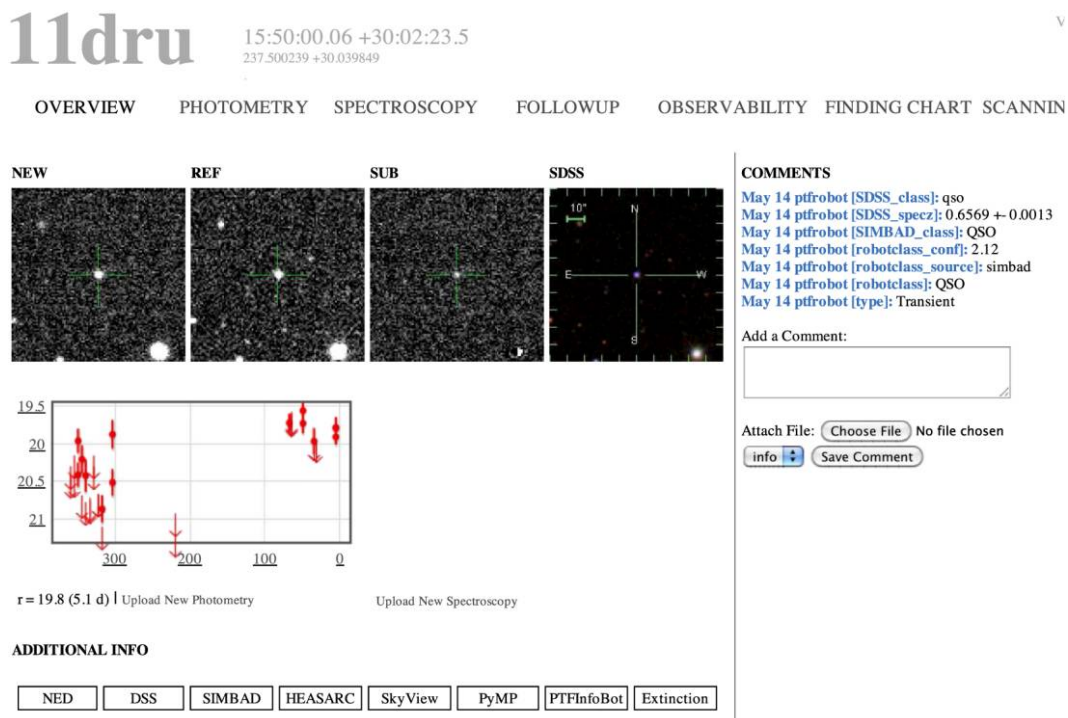 11dru
15:50:00.06 +30:02:23.5
237.500239 +30.039849
V
OVERVIEW PHOTOMETRY SPECTROSCOPY FOLLOWUP OBSERVABILITY FINDING CHART SCANNIN
NEW REF SUB SDSS
10"
N
E W
S
19.5
20
20.5
21
300 200 100 0
r = 19.8 (5.1 d) | Upload New Photometry
Upload New Spectroscopy
ADDITIONAL INFO
NED DSS SIMBAD HEASARC SkyView PyMP PTFInfoBot Extinction
COMMENTS
May 14 ptfrobot [SDSS_class]: qso
May 14 ptfrobot [SDSS_specz]: 0.6569 +- 0.0013
May 14 ptfrobot [SIMBAD_class]: QSO
May 14 ptfrobot [robotclass_conf]: 2.12
May 14 ptfrobot [robotclass_source]: simbad
May 14 ptfrobot [robotclass]: QSO
May 14 ptfrobot [type]: Transient
Add a Comment:
Attach File: Choose File No file chosen
info Save Comment